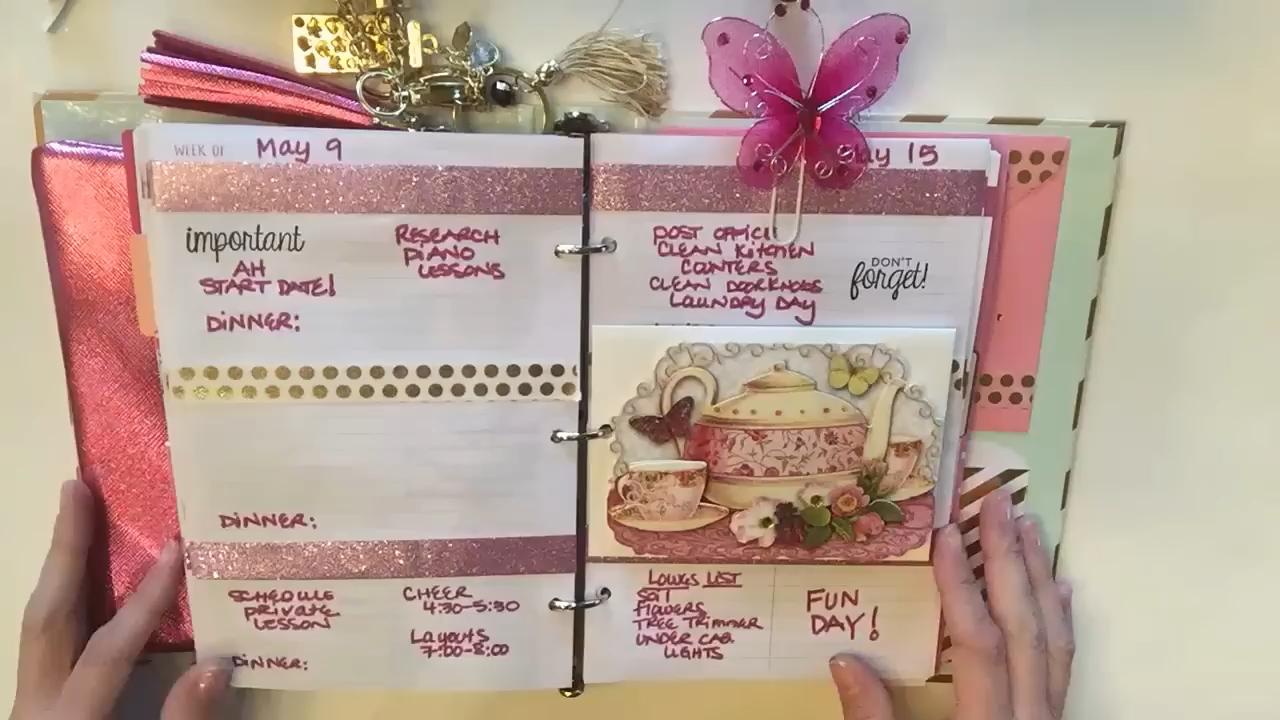 WEEK OF May 9
important
AH
START DATE!
DINNER:
RESEARCH
PIANO
LESSONS
DINNER:
SCHEDULE
PRIVATE
LESSON
CHEER
4:30-5:30
Layouts
7:00-8:00
DINNER:
15
POST OFFICE
CLEAN KITCHEN
COUNTERS
CLEAN DOORKNOBS
LAUNDRY DAY
DON'T
forget!
LOWES LIST
SOIL
FLOWERS
TREE TRIMMER
UNDER CAB
LIGHTS
FUN
DAY!